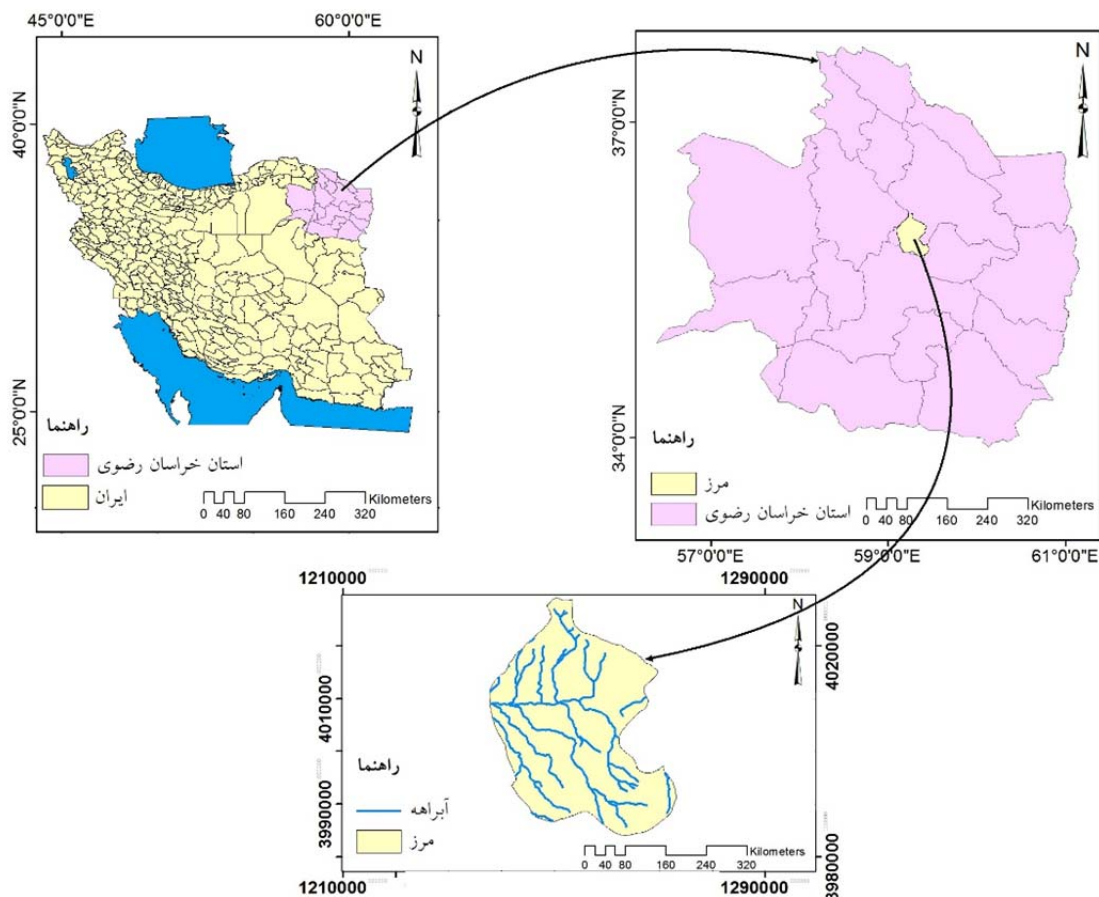 45°0'0"E 60°0'0"E
N
40°0'0"N
25°0'0"N
راهنما
استان خراسان رضوی
ایران
Kilometers
0 40 80 160 240 320
N
37°0'0"N
34°0'0"N
راهنما
مرز
استان خراسان رضوی
Kilometers
0 40 80 160 240 320
57°0'0"E 59°0'0"E 61°0'0"E
1210000 1290000
N
4020000
4010000
راهنما
آبراهه
مرز
3990000
Kilometers
0 40 80 160 240 320
3980000
1210000 1290000